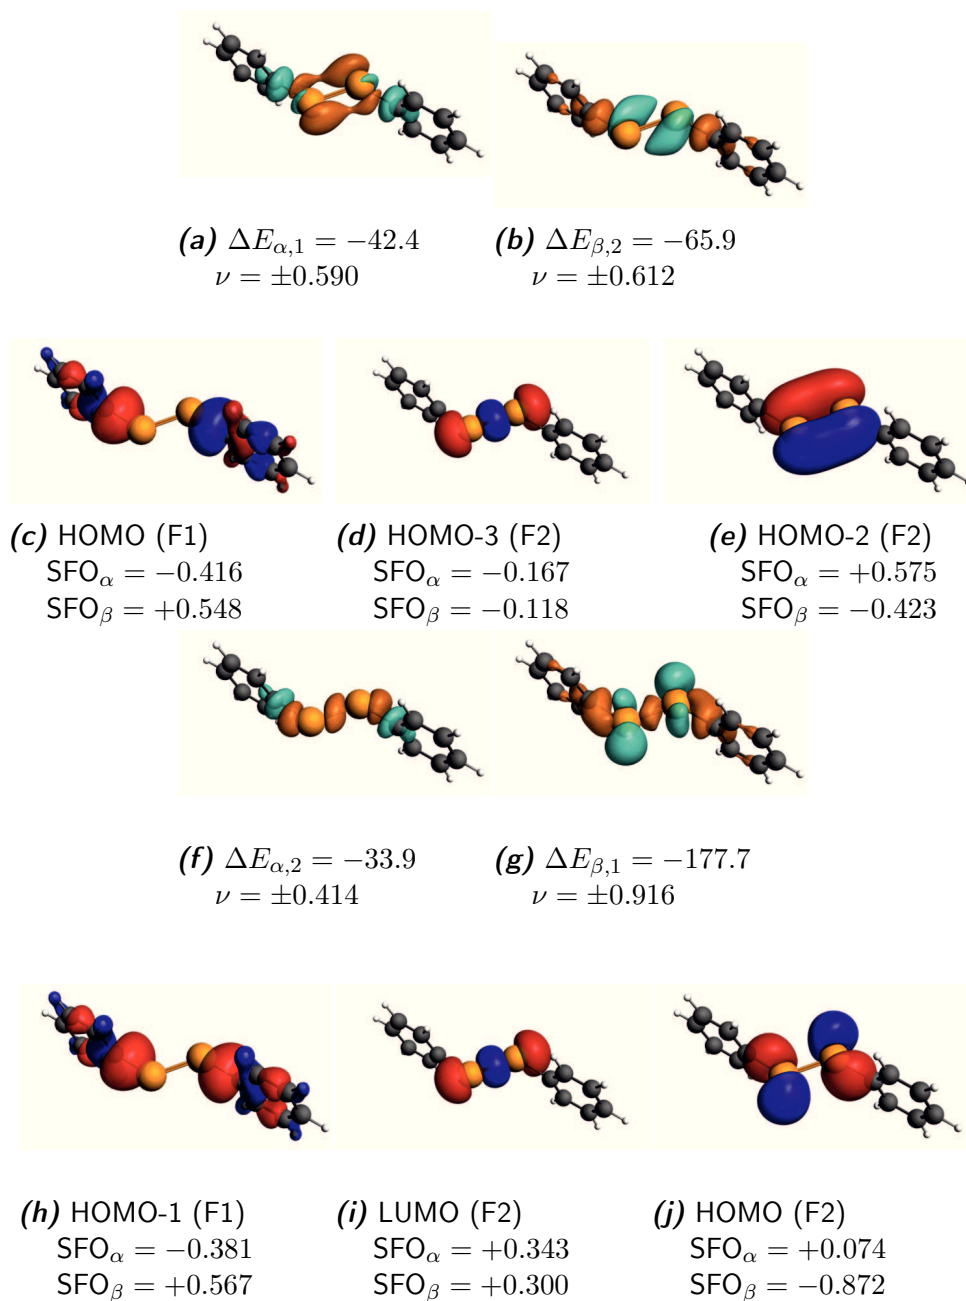 (a) ΔE_{α,1} = −42.4
ν = ±0.590
(b) ΔE_{β,2} = −65.9
ν = ±0.612
(c) HOMO (F1)
SFO_α = −0.416
SFO_β = +0.548
(d) HOMO-3 (F2)
SFO_α = −0.167
SFO_β = −0.118
(e) HOMO-2 (F2)
SFO_α = +0.575
SFO_β = −0.423
(f) ΔE_{α,2} = −33.9
ν = ±0.414
(g) ΔE_{β,1} = −177.7
ν = ±0.916
(h) HOMO-1 (F1)
SFO_α = −0.381
SFO_β = +0.567
(i) LUMO (F2)
SFO_α = +0.343
SFO_β = +0.300
(j) HOMO (F2)
SFO_α = +0.074
SFO_β = −0.872